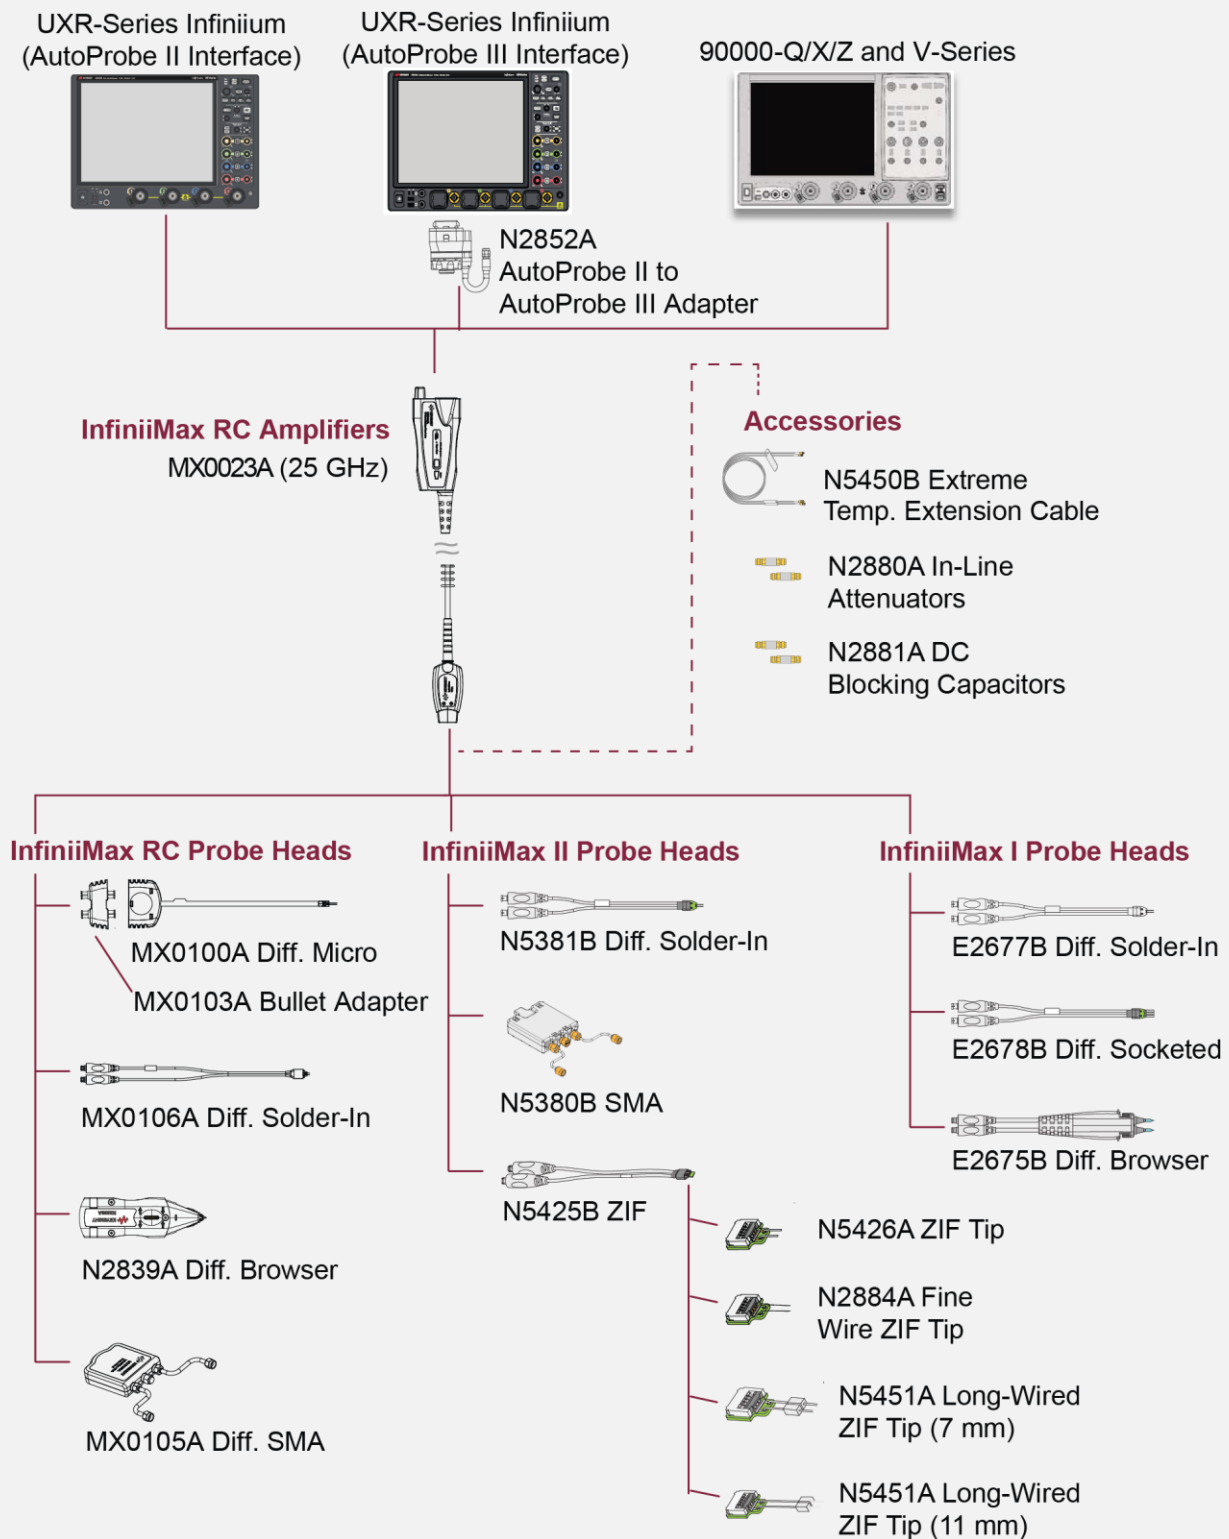 UXR-Series Infiniium
(AutoProbe II Interface)
UXR-Series Infiniium
(AutoProbe III Interface)
90000-Q/X/Z and V-Series
N2852A
AutoProbe II to
AutoProbe III Adapter
InfiniiMax RC Amplifiers
MX0023A (25 GHz)
Accessories
N5450B Extreme
Temp. Extension Cable
N2880A In-Line
Attenuators
N2881A DC
Blocking Capacitors
InfiniiMax RC Probe Heads
MX0100A Diff. Micro
MX0103A Bullet Adapter
MX0106A Diff. Solder-In
N2839A Diff. Browser
MX0105A Diff. SMA
InfiniiMax II Probe Heads
N5381B Diff. Solder-In
N5380B SMA
N5425B ZIF
N5426A ZIF Tip
N2884A Fine
Wire ZIF Tip
N5451A Long-Wired
ZIF Tip (7 mm)
N5451A Long-Wired
ZIF Tip (11 mm)
InfiniiMax I Probe Heads
E2677B Diff. Solder-In
E2678B Diff. Socketed
E2675B Diff. Browser